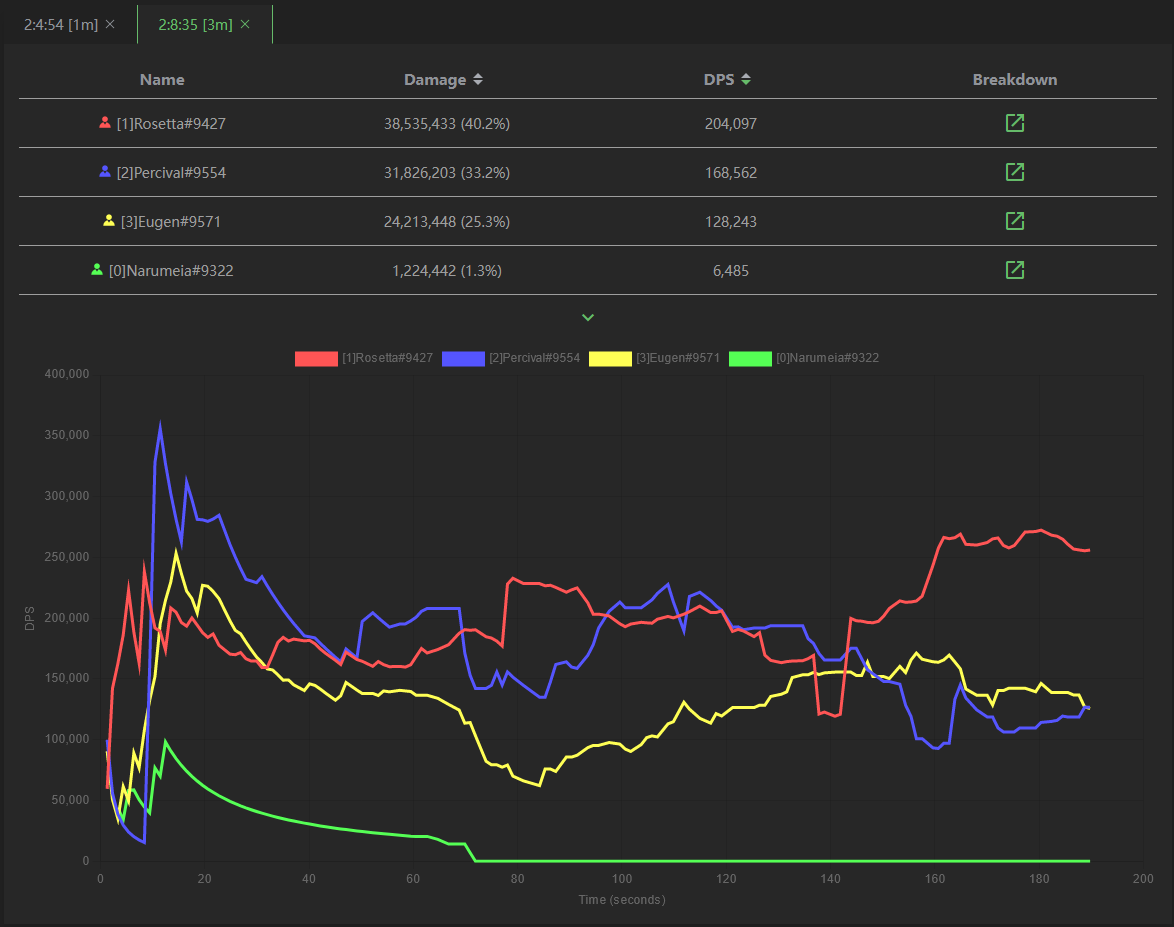 2:4:54 [1m] × 2:8:35 [3m] ×
Name Damage DPS Breakdown
[1]Rosetta#9427 38,535,433 (40.2%) 204,097
[2]Percival#9554 31,826,203 (33.2%) 168,562
[3]Eugen#9571 24,213,448 (25.3%) 128,243
[0]Narumeia#9322 1,224,442 (1.3%) 6,485
[1]Rosetta#9427 [2]Percival#9554 [3]Eugen#9571 [0]Narumeia#9322
400,000
350,000
300,000
250,000
200,000
150,000
100,000
50,000
0
DPS
0 20 40 60 80 100 120 140 160 180 200
Time (seconds)